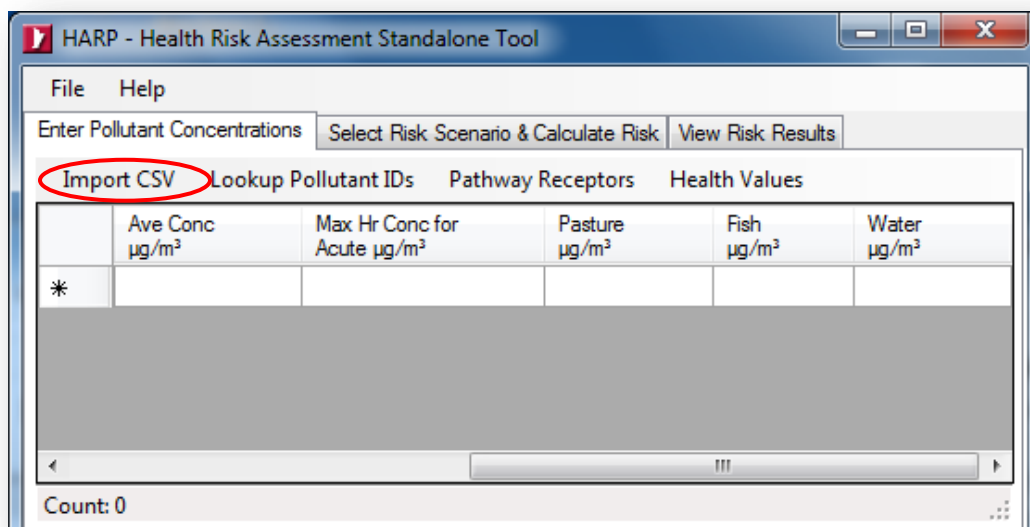 HARP - Health Risk Assessment Standalone Tool
File Help
Enter Pollutant Concentrations Select Risk Scenario & Calculate Risk View Risk Results
Import CSV Lookup Pollutant IDs Pathway Receptors Health Values
Ave Conc Max Hr Conc for Pasture Fish Water
µg/m³ Acute µg/m³ µg/m³ µg/m³ µg/m³
Count: 0